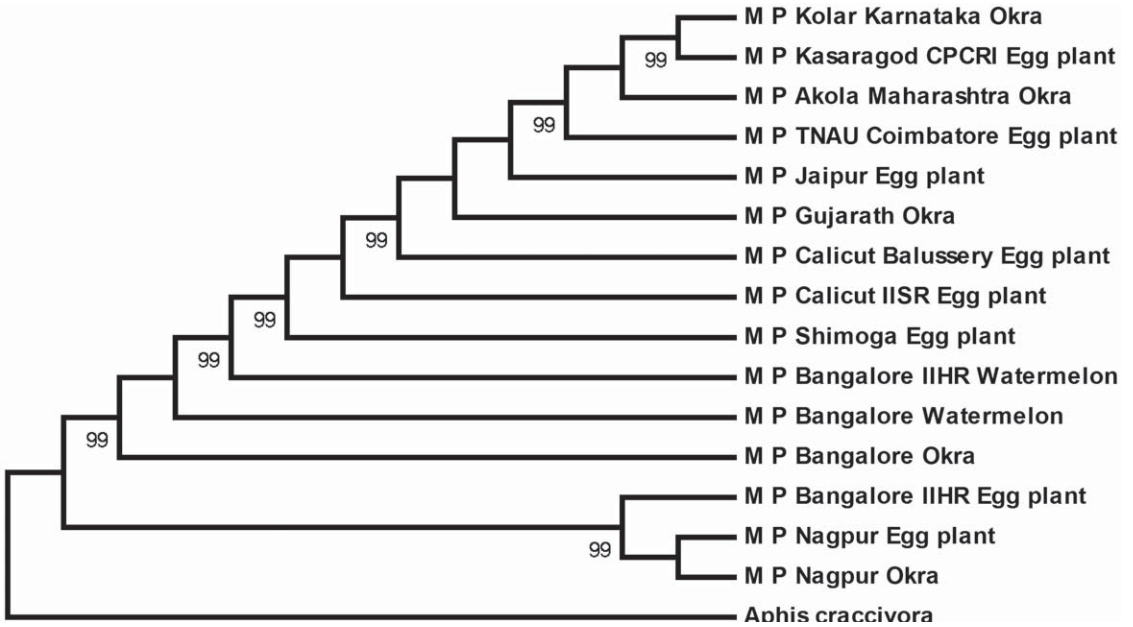 M P Kolar Karnataka Okra
99
M P Kasaragod CPCRI Egg plant
M P Akola Maharashtra Okra
99
M P TNAU Coimbatore Egg plant
M P Jaipur Egg plant
M P Gujarath Okra
99
M P Calicut Balussery Egg plant
M P Calicut IISR Egg plant
99
M P Shimoga Egg plant
99
M P Bangalore IIHR Watermelon
M P Bangalore Watermelon
99
M P Bangalore Okra
M P Bangalore IIHR Egg plant
M P Nagpur Egg plant
99
M P Nagpur Okra
Aphis craccivora